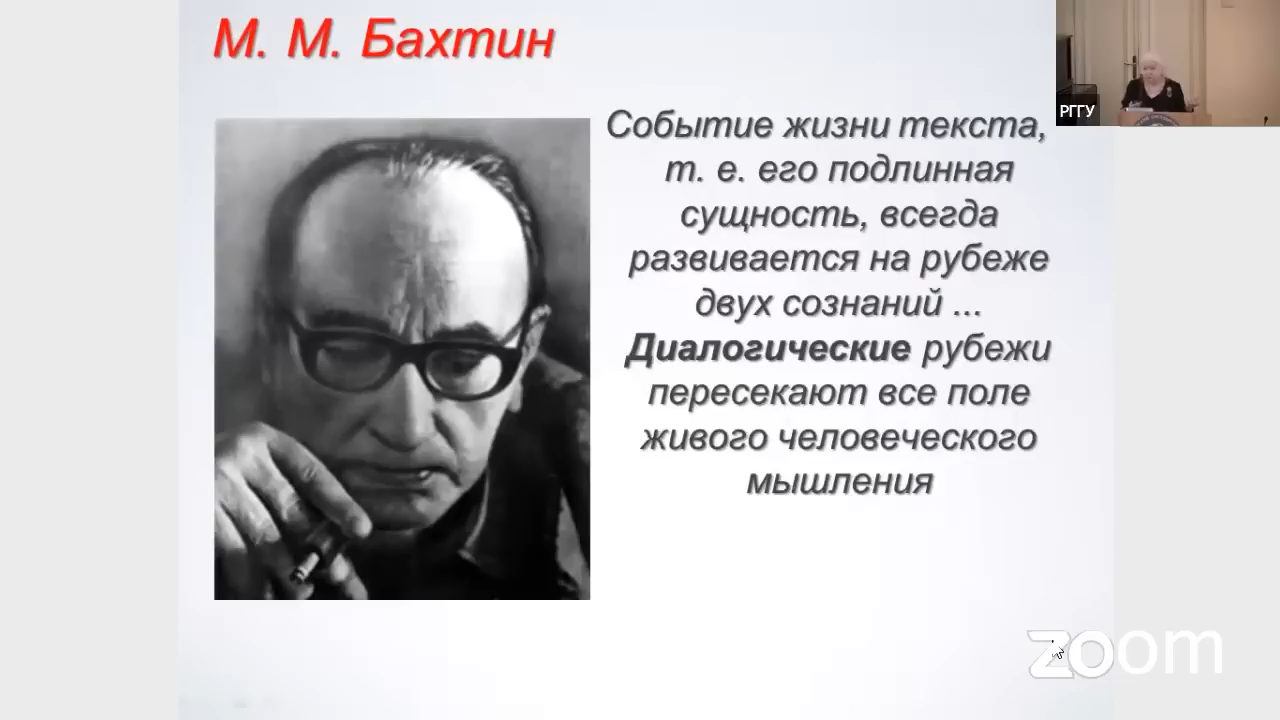 М. М. Бахтин
Событие жизни текста,
т. е. его подлинная
сущность, всегда
развивается на рубеже
двух сознаний ...
Диалогические рубежи
пересекают все поле
живого человеческого
мышления
РГГУ
zoom